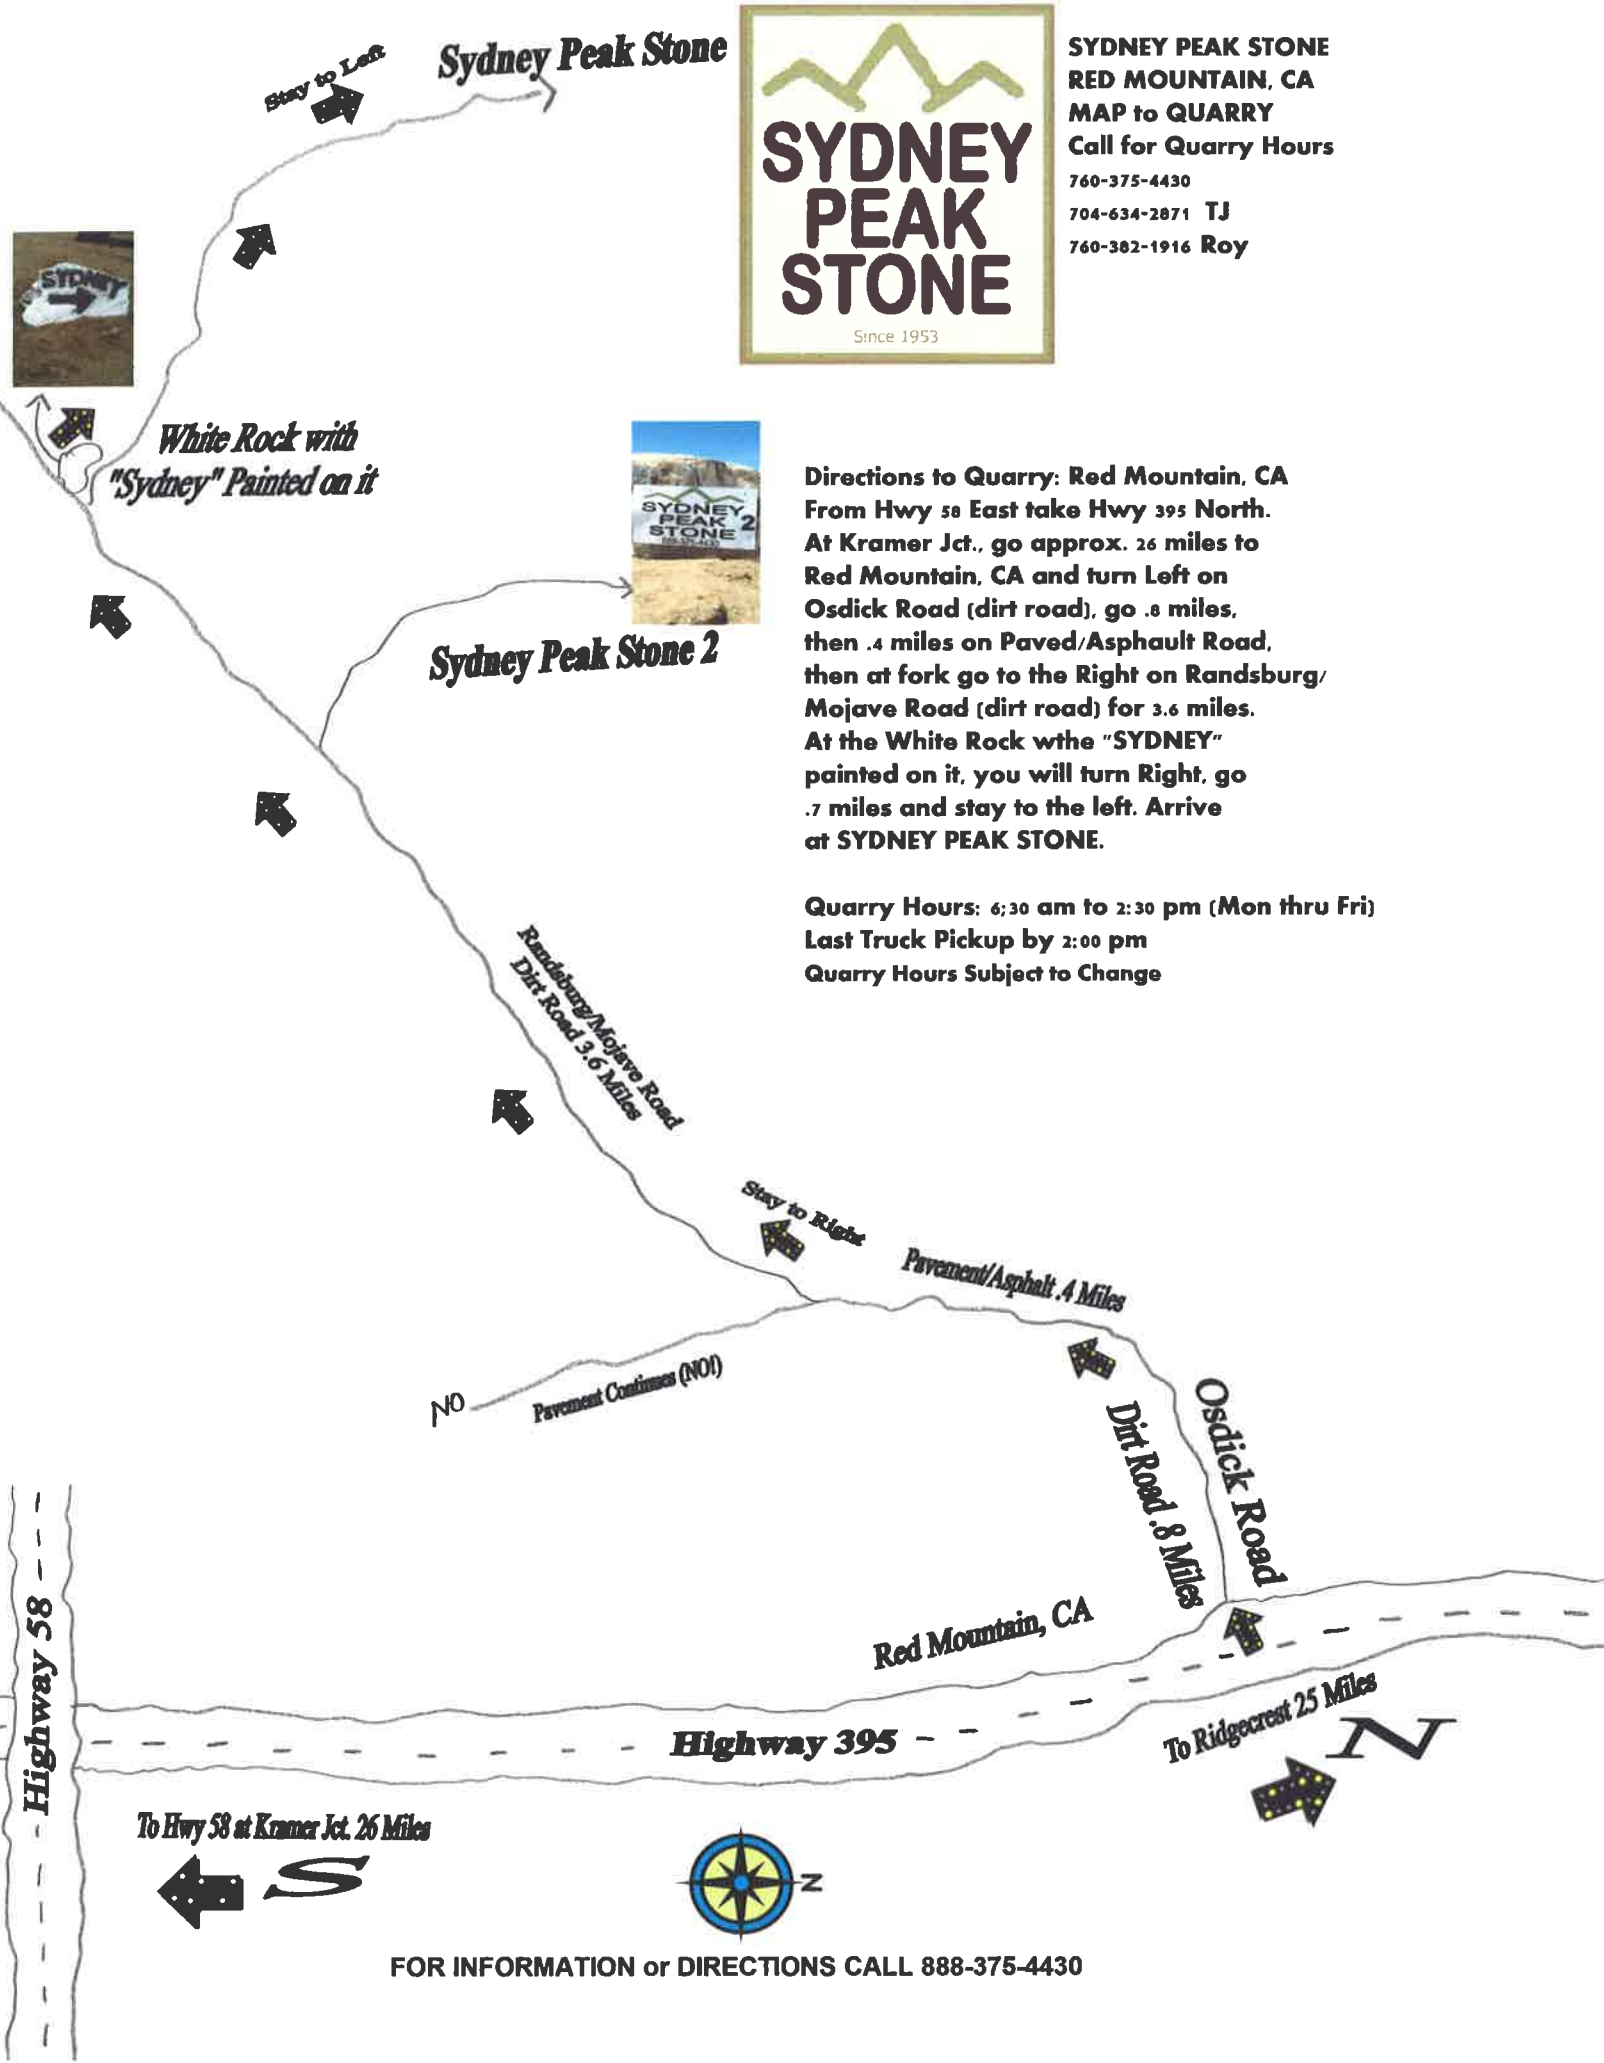 Stay to Left
Sydney Peak Stone
SYDNEY
PEAK
STONE
Since 1953
SYDNEY PEAK STONE
RED MOUNTAIN, CA
MAP to QUARRY
Call for Quarry Hours
760-375-4430
704-634-2871 TJ
760-382-1916 Roy
SYDNEY
White Rock with
"Sydney" Painted on it
SYDNEY
PEAK 2
STONE
Sydney Peak Stone 2
Directions to Quarry: Red Mountain, CA
From Hwy 58 East take Hwy 395 North.
At Kramer Jct., go approx. 26 miles to
Red Mountain, CA and turn Left on
Osdick Road (dirt road), go .8 miles,
then .4 miles on Paved/Asphault Road,
then at fork go to the Right on Randsburg/
Mojave Road (dirt road) for 3.6 miles.
At the White Rock wthe "SYDNEY"
painted on it, you will turn Right, go
.7 miles and stay to the left. Arrive
at SYDNEY PEAK STONE.
Quarry Hours: 6;30 am to 2:30 pm (Mon thru Fri)
Last Truck Pickup by 2:00 pm
Quarry Hours Subject to Change
Randsburg/Mojave Road
Dirt Road 3.6 Miles
Stay to Right
Pavement/Asphalt .4 Miles
NO
Pavement Continues (NO!)
Osdick Road
Dirt Road .8 Miles
Red Mountain, CA
Highway 58
Highway 395
To Ridgecrest 25 Miles
N
To Hwy 58 at Kramer Jct. 26 Miles
S
N
FOR INFORMATION or DIRECTIONS CALL 888-375-4430